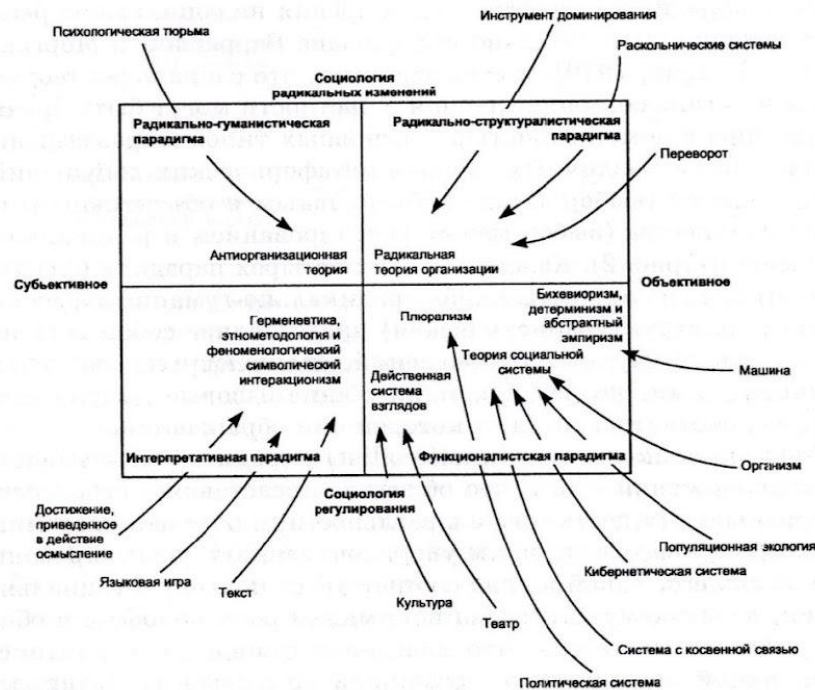 Инструмент доминирования
Психологическая тюрьма
Раскольнические системы
Социология
радикальных изменений
Радикально-гуманистическая
парадигма
Радикально-структуралистическая
парадигма
Переворот
Антиорганизационная
теория
Радикальная
теория организации
Субъективное
Объективное
Бихевиоризм,
детерминизм и
абстрактный
эмпиризм
Герменевтика,
этнометодология и
феноменологический
символический
интеракционизм
Плюрализм
Теория социальной
системы
Действенная
система
взглядов
Машина
Интерпретативная парадигма
Функционалистская парадигма
Организм
Социология
регулирования
Достижение,
приведенное
в действие
осмысление
Популяционная экология
Языковая игра
Кибернетическая система
Текст
Культура
Театр
Система с косвенной связью
Политическая система